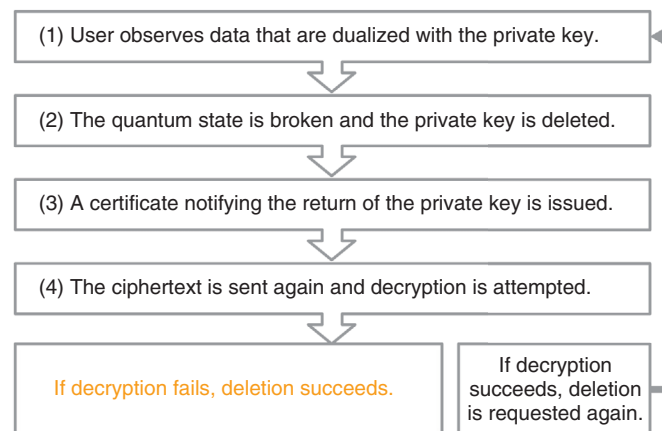 (1) User observes data that are dualized with the private key.
(2) The quantum state is broken and the private key is deleted.
(3) A certificate notifying the return of the private key is issued.
(4) The ciphertext is sent again and decryption is attempted.
If decryption fails, deletion succeeds.
If decryption
succeeds, deletion
is requested again.